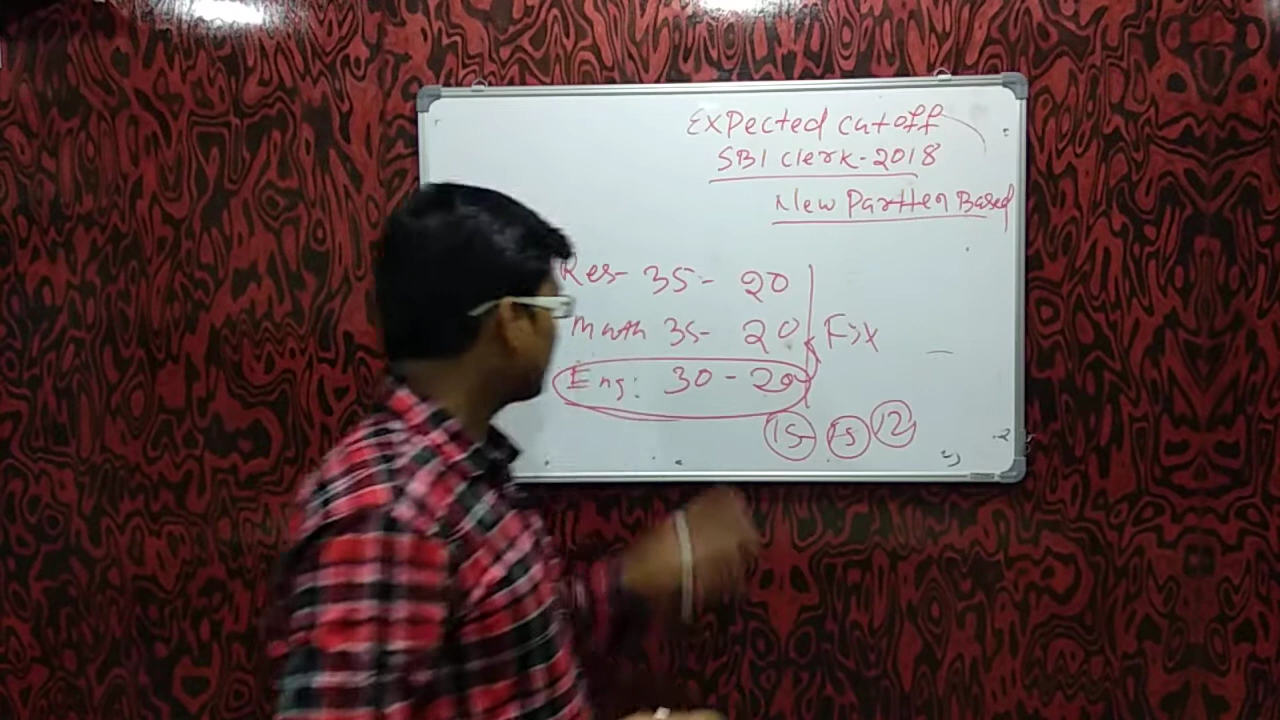 Expected cutoff
SBI Clerk-2018
New Partten Based
Res- 35- 20
Math 35- 20 Fix
Eng: 30-20
15 15 12